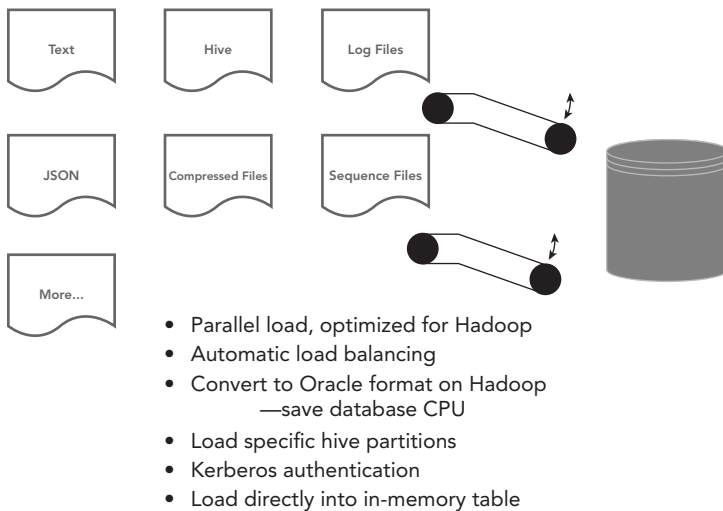 Text
Hive
Log Files
JSON
Compressed Files
Sequence Files
More...
• Parallel load, optimized for Hadoop
• Automatic load balancing
• Convert to Oracle format on Hadoop
—save database CPU
• Load specific hive partitions
• Kerberos authentication
• Load directly into in-memory table